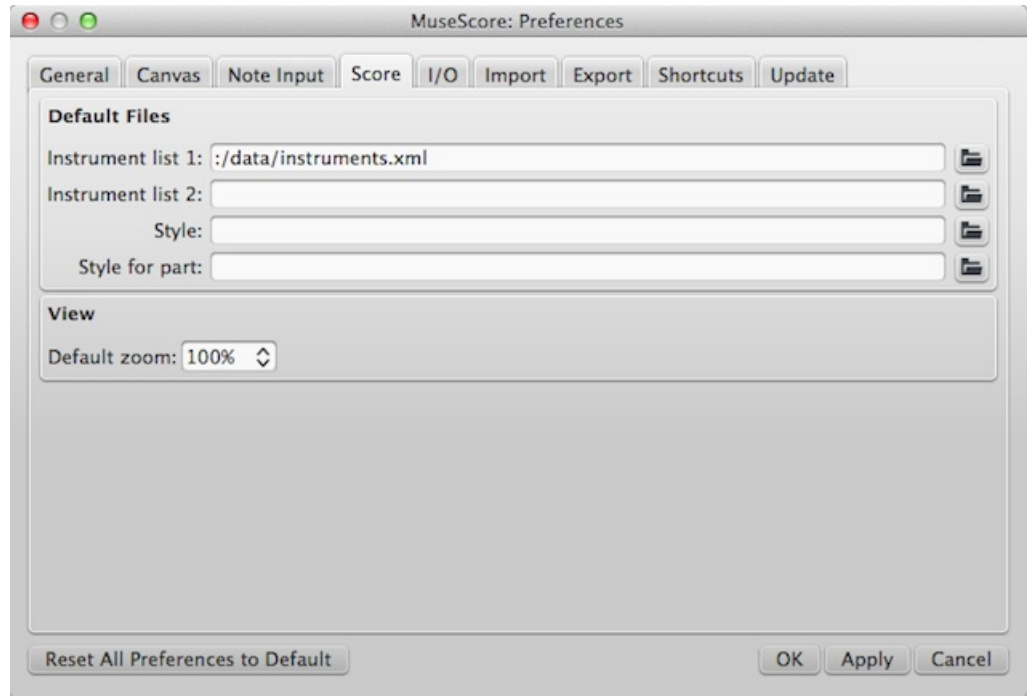 MuseScore: Preferences
General Canvas Note Input Score I/O Import Export Shortcuts Update
Default Files
Instrument list 1: :/data/instruments.xml
Instrument list 2:
Style:
Style for part:
View
Default zoom: 100%
Reset All Preferences to Default OK Apply Cancel